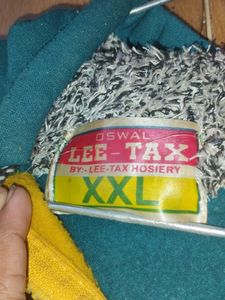 OSWAL
LEE-TAX
BY:- LEE-TAX HOSIERY
XXL